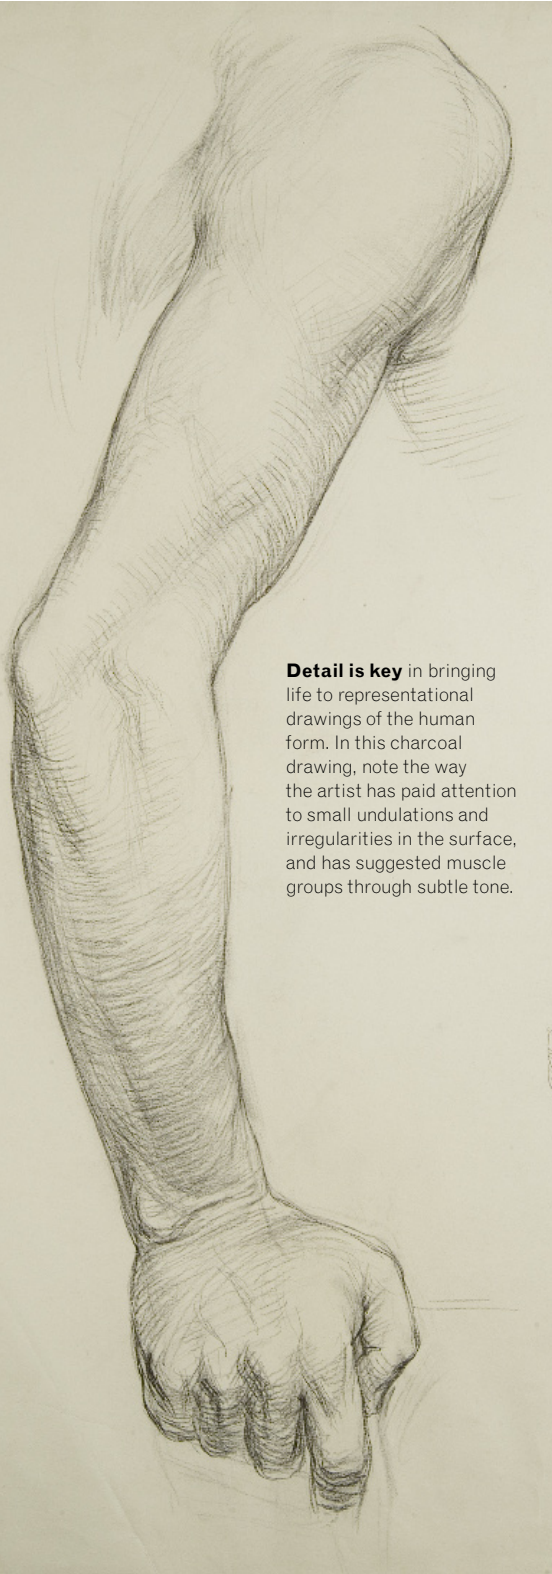 Detail is key in bringing
life to representational
drawings of the human
form. In this charcoal
drawing, note the way
the artist has paid attention
to small undulations and
irregularities in the surface,
and has suggested muscle
groups through subtle tone.